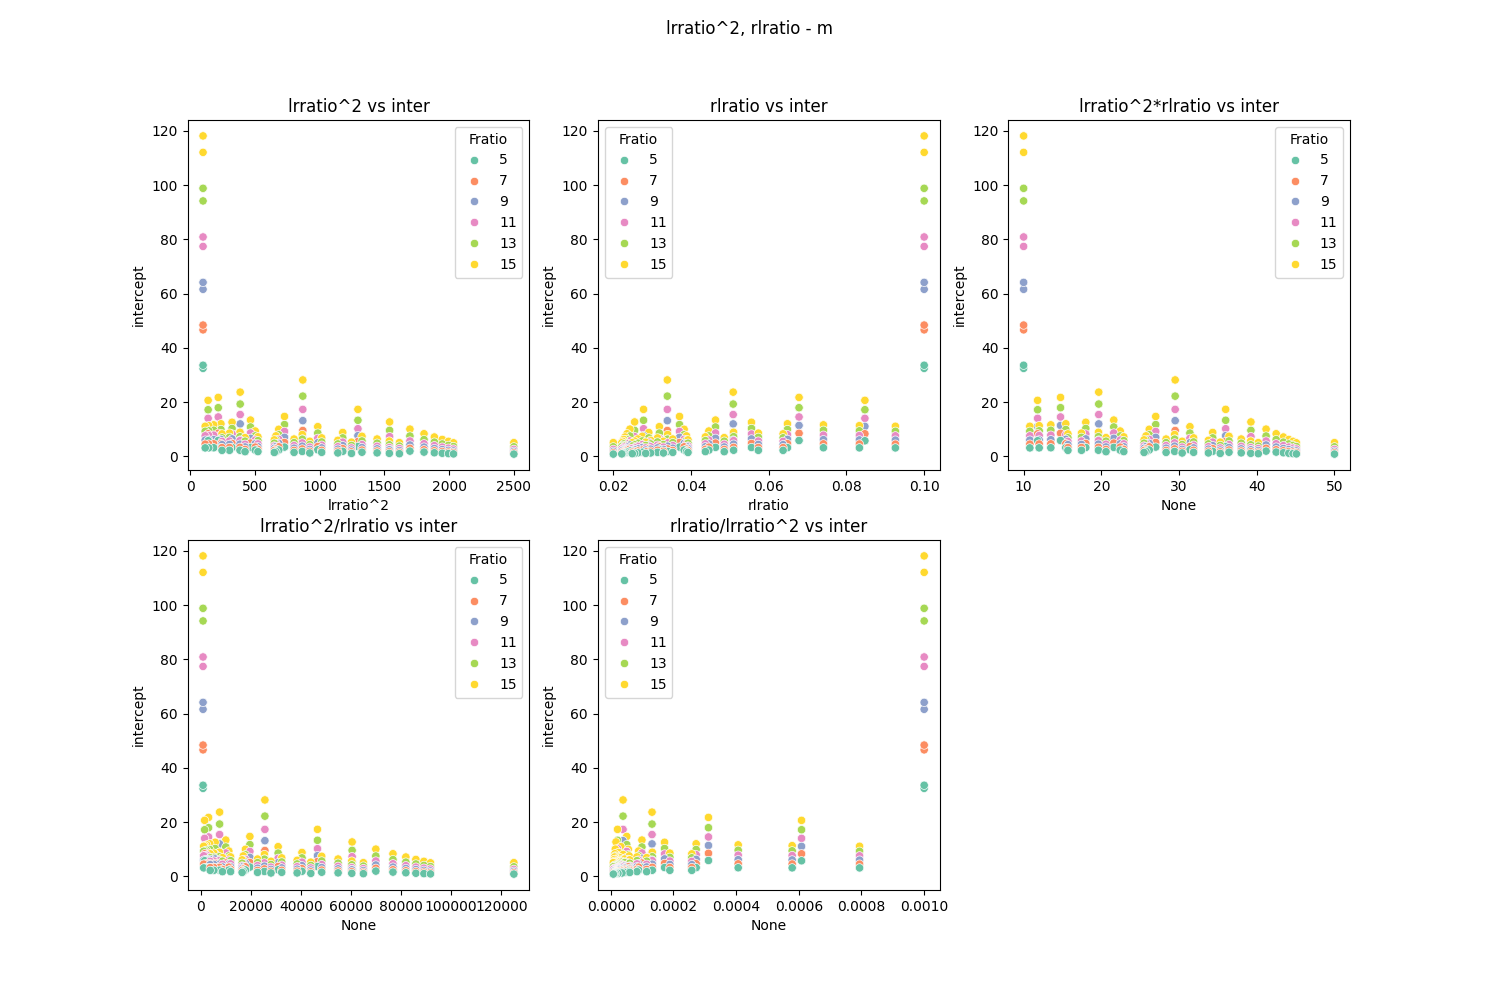 lrratio^2, rlratio - m
lrratio^2 vs inter
120
100
80
60
40
20
0
intercept
Fratio
5
7
9
11
13
15
0 500 1000 1500 2000 2500
lrratio^2
rlratio vs inter
120
100
80
60
40
20
0
intercept
Fratio
5
7
9
11
13
15
0.02 0.04 0.06 0.08 0.10
rlratio
lrratio^2*rlratio vs inter
120
100
80
60
40
20
0
intercept
Fratio
5
7
9
11
13
15
10 20 30 40 50
None
lrratio^2/rlratio vs inter
120
100
80
60
40
20
0
intercept
Fratio
5
7
9
11
13
15
0 20000 40000 60000 80000 100000 120000
None
rlratio/lrratio^2 vs inter
120
100
80
60
40
20
0
intercept
Fratio
5
7
9
11
13
15
0.0000 0.0002 0.0004 0.0006 0.0008 0.0010
None